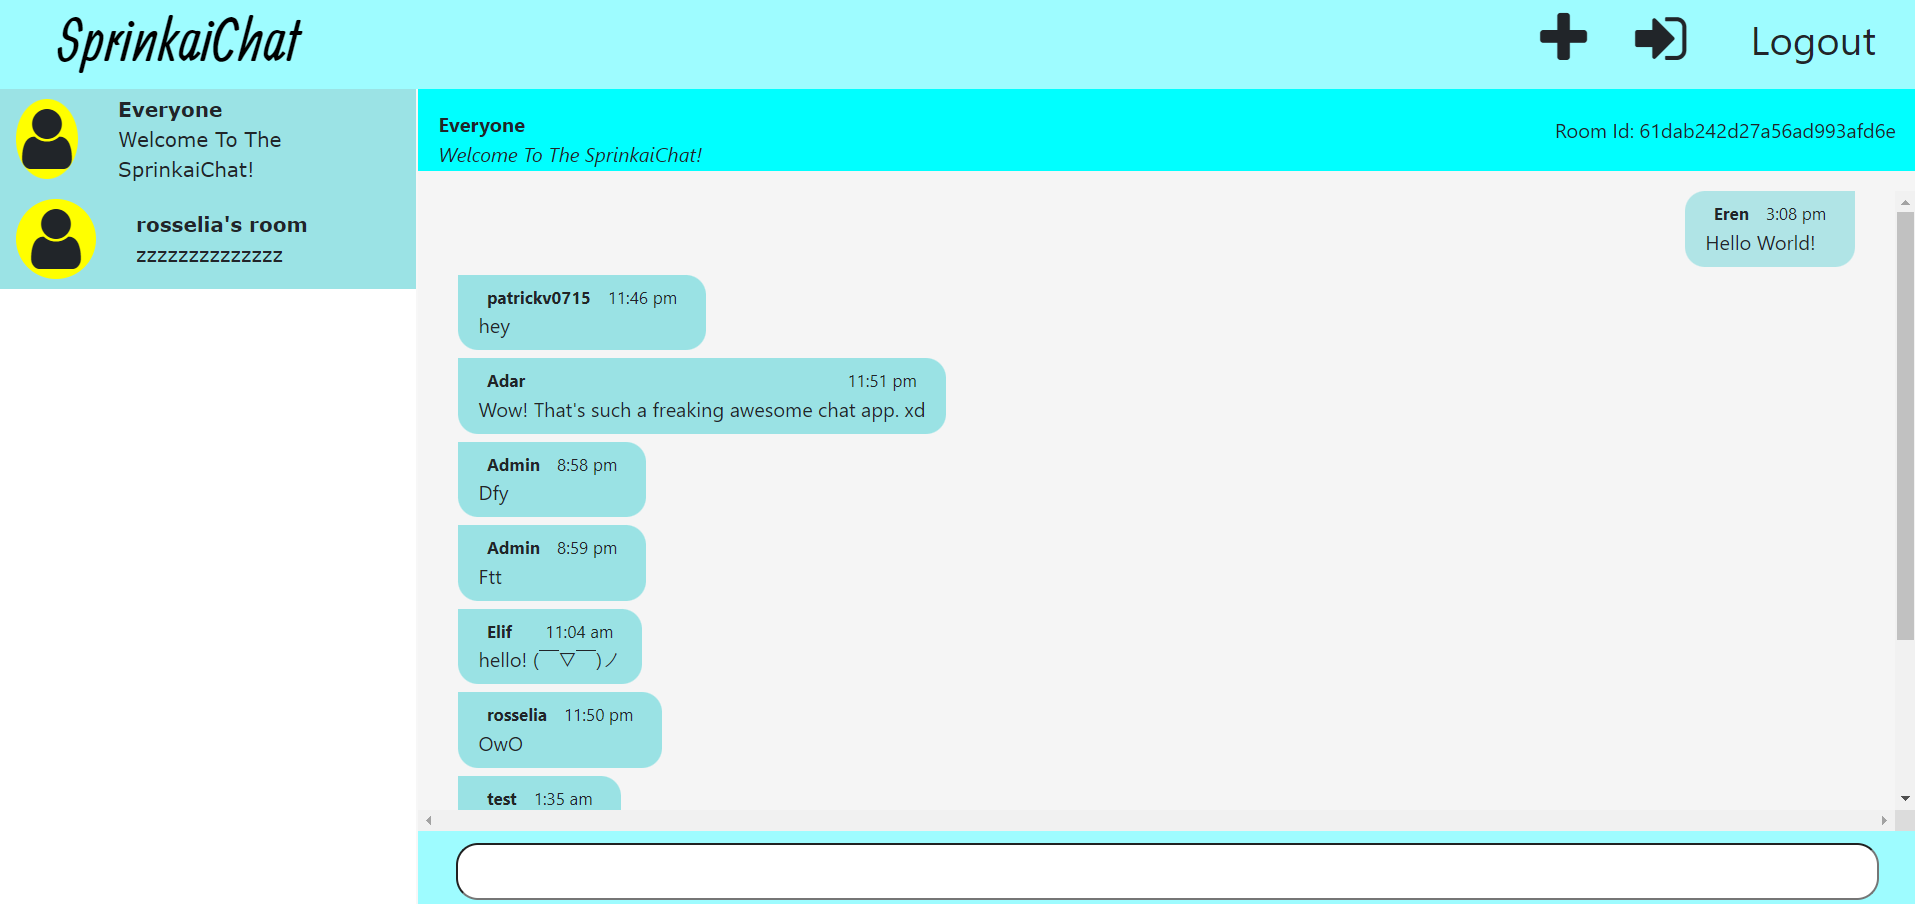 SprinkaiChat
Logout
Everyone
Welcome To The
SprinkaiChat!
rosselia's room
zzzzzzzzzzzzzz
Everyone
Welcome To The SprinkaiChat!
Room Id: 61dab242d27a56ad993afd6e
Eren 3:08 pm
Hello World!
patrickv0715 11:46 pm
hey
Adar 11:51 pm
Wow! That's such a freaking awesome chat app. xd
Admin 8:58 pm
Dfy
Admin 8:59 pm
Ftt
Elif 11:04 am
hello! (￣▽￣)ノ
rosselia 11:50 pm
OwO
test 1:35 am